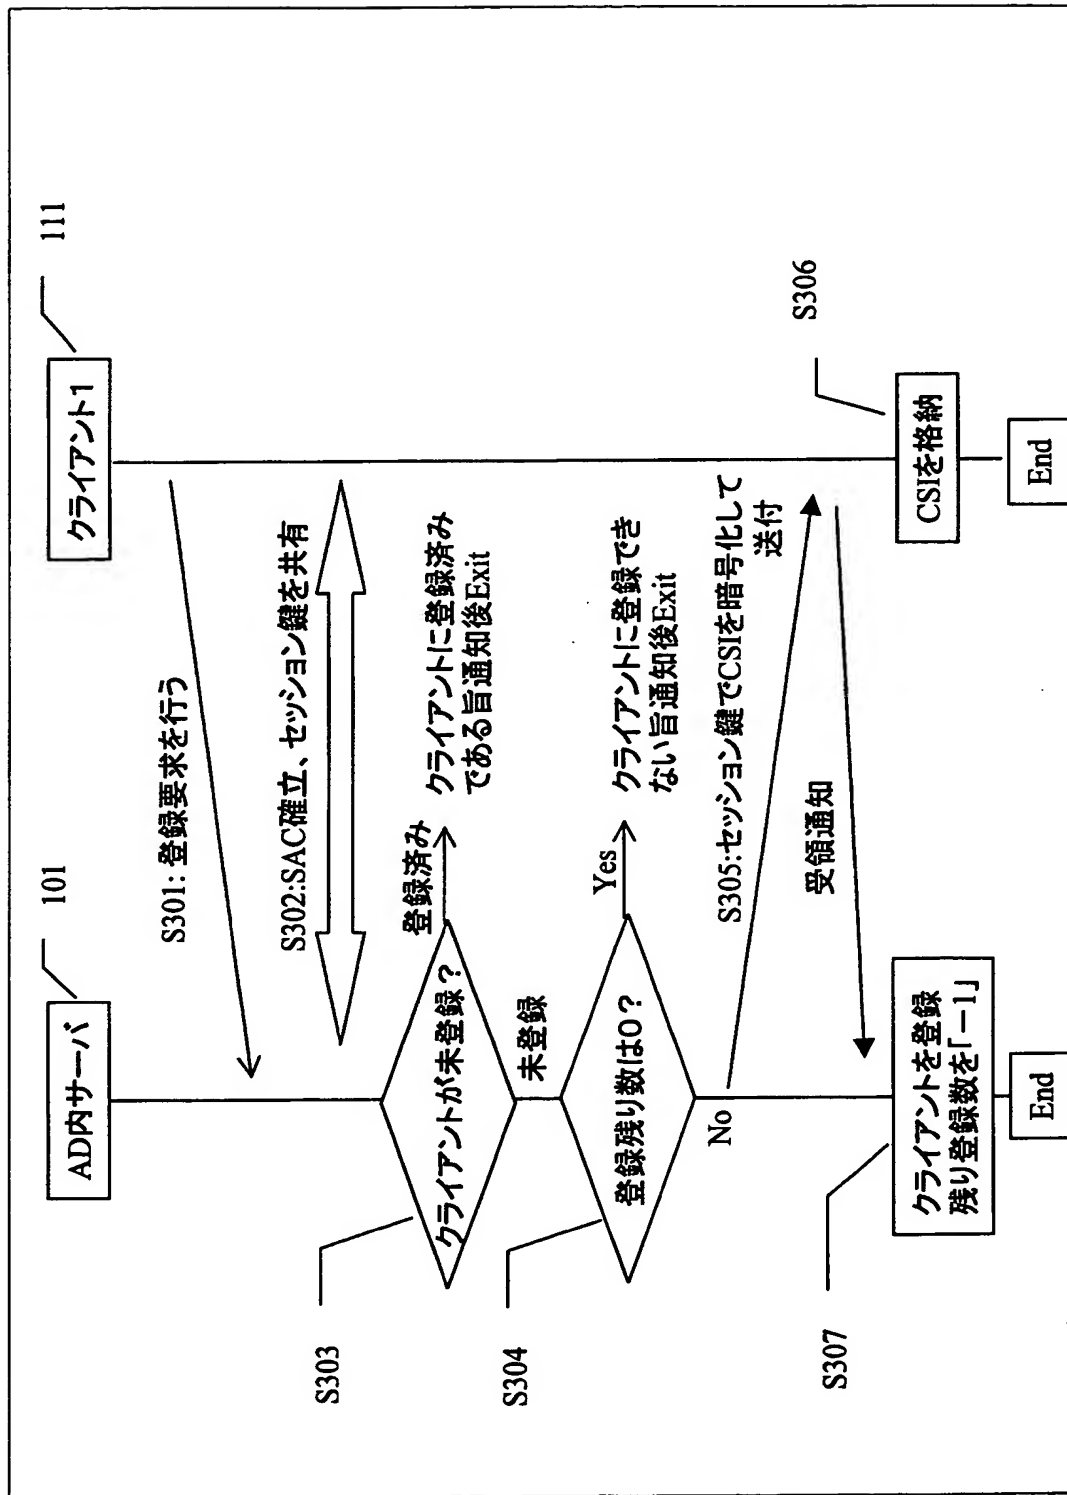 101
111
AD内サーバ
クライアント1
S301: 登録要求を行う
S302:SAC確立、セッション鍵を共有
S303
クライアントが未登録?
登録済み
クライアントに登録済み
である旨通知後Exit
未登録
S304
登録残り数は0?
Yes
クライアントに登録でき
ない旨通知後Exit
No
S305:セッション鍵でCSIを暗号化して
送付
受領通知
S306
S307
クライアントを登録
残り登録数を「-1」
CSIを格納
End
End